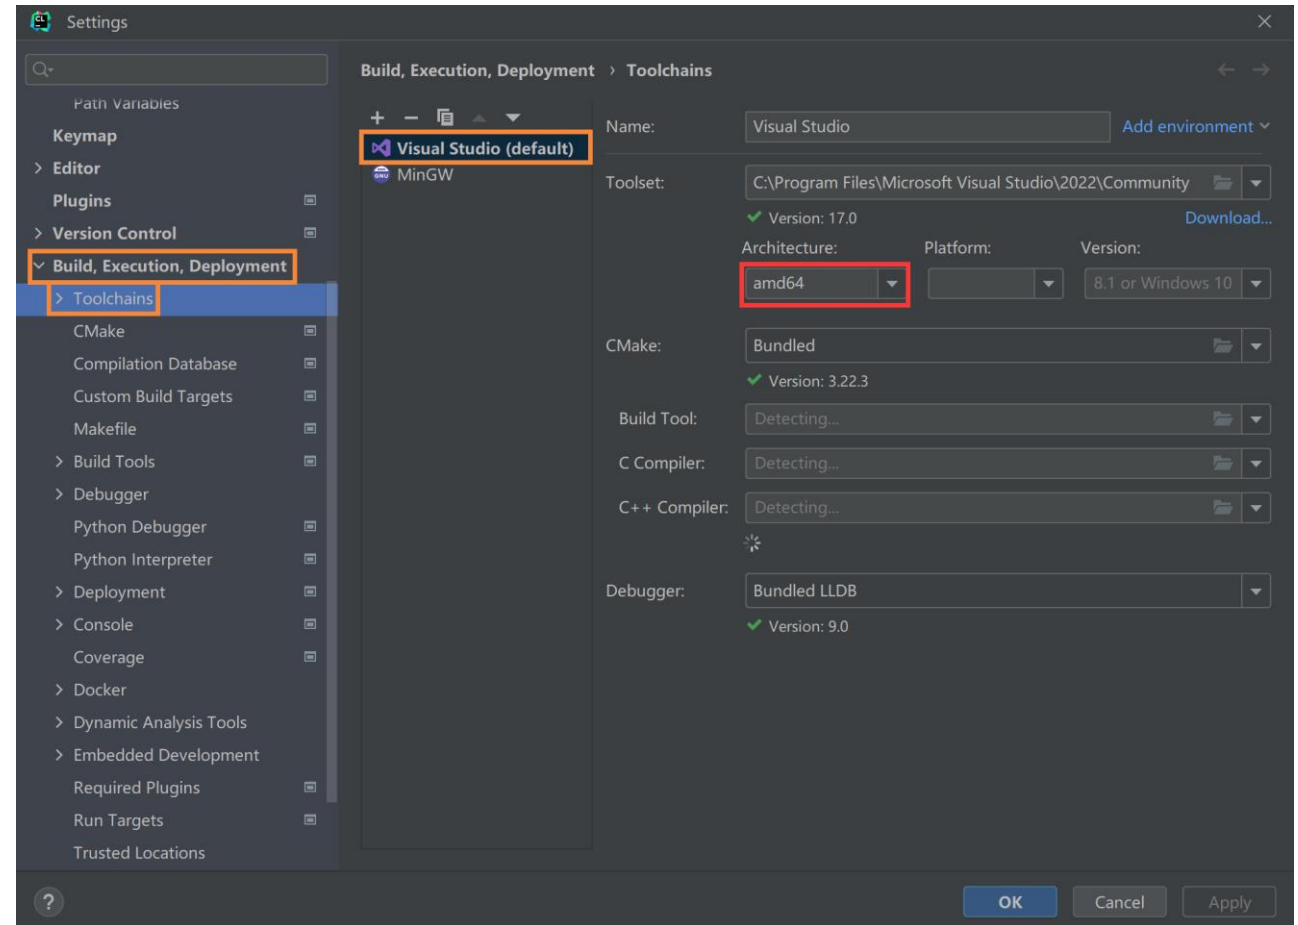 Settings
Path Variables
Keymap
Editor
Plugins
Version Control
Build, Execution, Deployment
Toolchains
CMake
Compilation Database
Custom Build Targets
Makefile
Build Tools
Debugger
Python Debugger
Python Interpreter
Deployment
Console
Coverage
Docker
Dynamic Analysis Tools
Embedded Development
Required Plugins
Run Targets
Trusted Locations
Build, Execution, Deployment › Toolchains
Visual Studio (default)
MinGW
Name: Visual Studio Add environment
Toolset: C:\Program Files\Microsoft Visual Studio\2022\Community
Version: 17.0 Download...
Architecture: Platform: Version:
amd64 8.1 or Windows 10
CMake: Bundled
Version: 3.22.3
Build Tool: Detecting...
C Compiler: Detecting...
C++ Compiler: Detecting...
Debugger: Bundled LLDB
Version: 9.0
? OK Cancel Apply